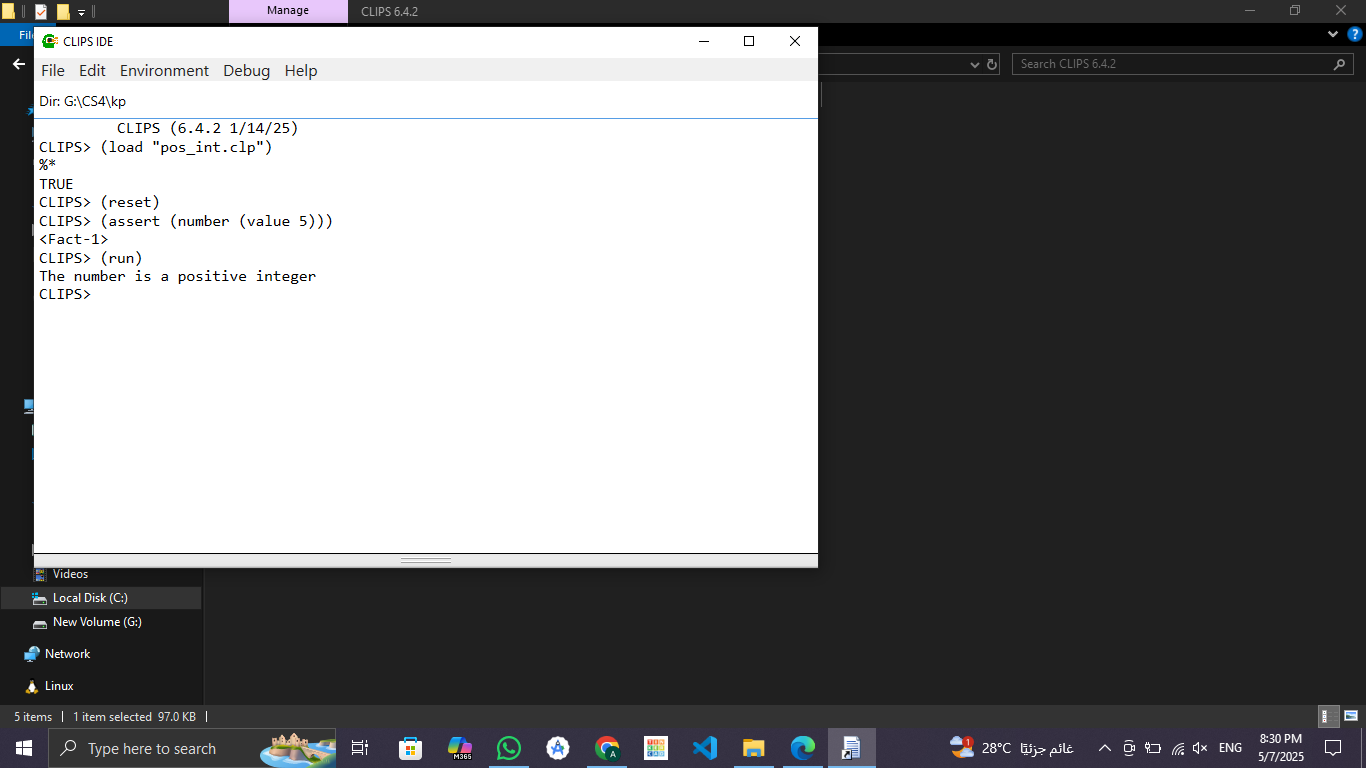 Manage
CLIPS 6.4.2
CLIPS IDE
File Edit Environment Debug Help
Search CLIPS 6.4.2
Dir: G:\CS4\kp
CLIPS (6.4.2 1/14/25)
CLIPS> (load "pos_int.clp")
%*
TRUE
CLIPS> (reset)
CLIPS> (assert (number (value 5)))
<Fact-1>
CLIPS> (run)
The number is a positive integer
CLIPS>
Videos
Local Disk (C:)
New Volume (G:)
Network
Linux
5 items 1 item selected 97.0 KB
Type here to search
M365
1
28°C غائم جزئيًا
ENG
8:30 PM
5/7/2025